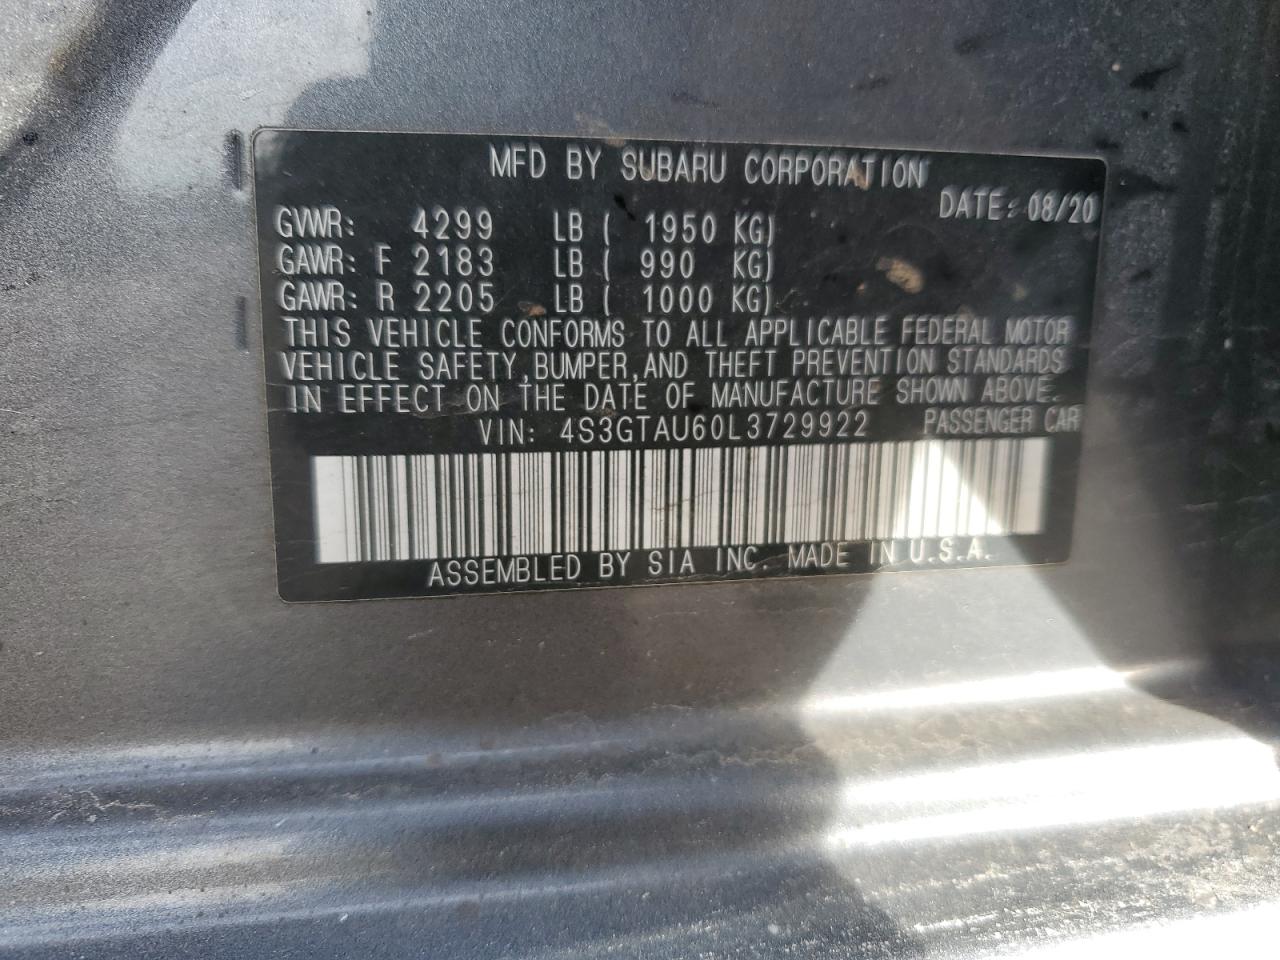 MFD BY SUBARU CORPORATION
DATE: 08/20
GVWR: 4299 LB ( 1950 KG)
GAWR: F 2183 LB ( 990 KG)
GAWR: R 2205 LB ( 1000 KG)
THIS VEHICLE CONFORMS TO ALL APPLICABLE FEDERAL MOTOR
VEHICLE SAFETY, BUMPER, AND THEFT PREVENTION STANDARDS
IN EFFECT ON THE DATE OF MANUFACTURE SHOWN ABOVE.
VIN: 4S3GTAU60L3729922 PASSENGER CAR
ASSEMBLED BY SIA INC. MADE IN U.S.A.